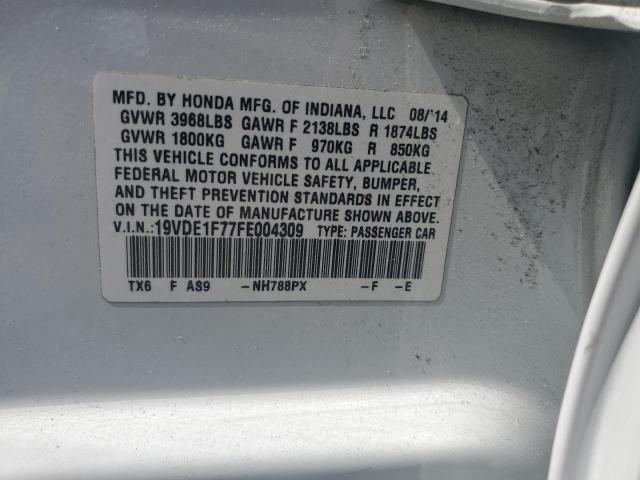 MFD. BY HONDA MFG. OF INDIANA, LLC 08/'14
GVWR 3968LBS GAWR F 2138LBS R 1874LBS
GVWR 1800KG GAWR F 970KG R 850KG
THIS VEHICLE CONFORMS TO ALL APPLICABLE
FEDERAL MOTOR VEHICLE SAFETY, BUMPER,
AND THEFT PREVENTION STANDARDS IN EFFECT
ON THE DATE OF MANUFACTURE SHOWN ABOVE.
V.I.N.:19VDE1F77FE004309 TYPE: PASSENGER CAR
TX6 F AS9 -NH788PX -F -E